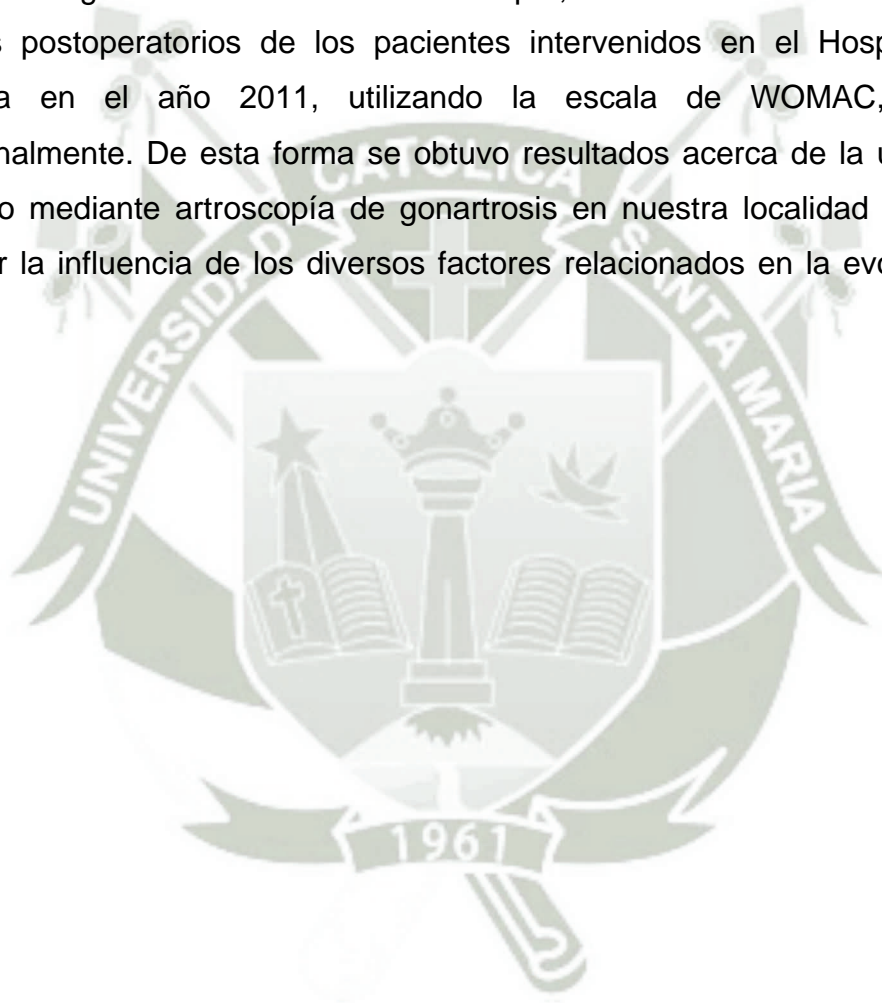 postoperatorios de los pacientes intervenidos en el Hosp
a en el año 2011, utilizando la escala de WOMAC,
nalmente. De esta forma se obtuvo resultados acerca de la u
o mediante artroscopía de gonartrosis en nuestra localidad
r la influencia de los diversos factores relacionados en la evo
UNIVERSIDAD CATOLICA SANTA MARIA
1961